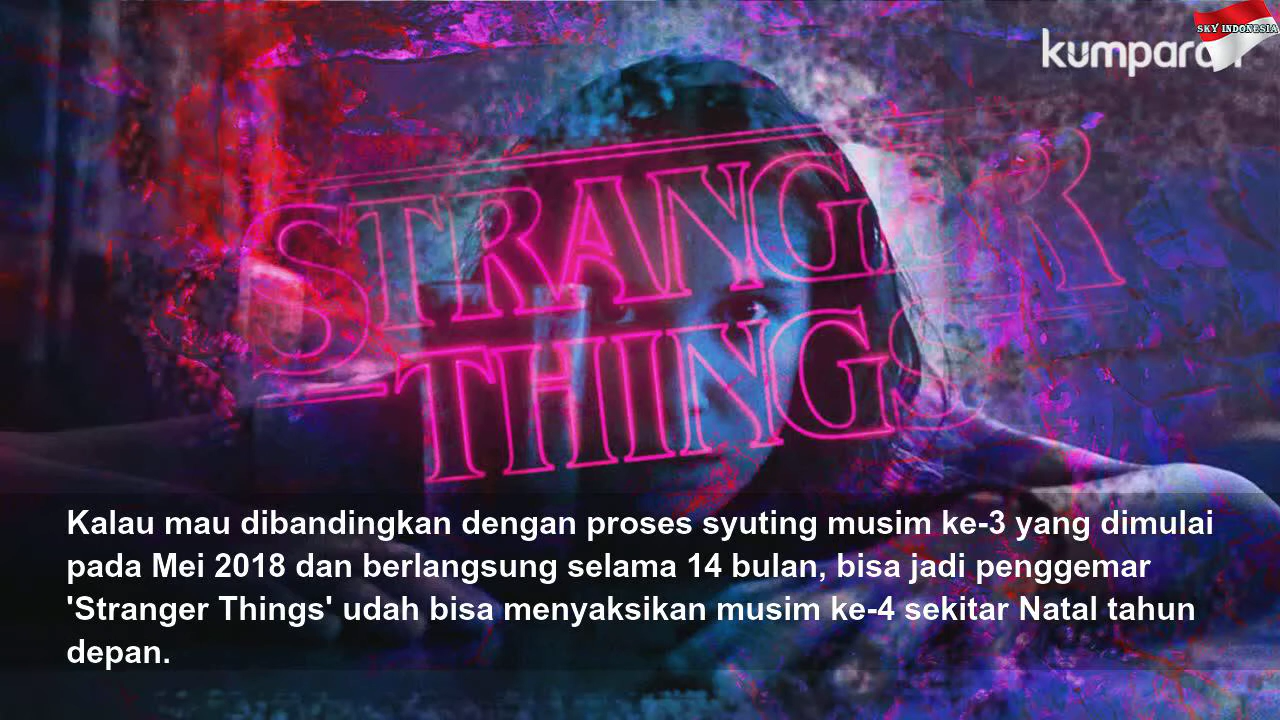 SKY INDONESIA
kumparan
STRANGER
THINGS
Kalau mau dibandingkan dengan proses syuting musim ke-3 yang dimulai
pada Mei 2018 dan berlangsung selama 14 bulan, bisa jadi penggemar
'Stranger Things' udah bisa menyaksikan musim ke-4 sekitar Natal tahun
depan.